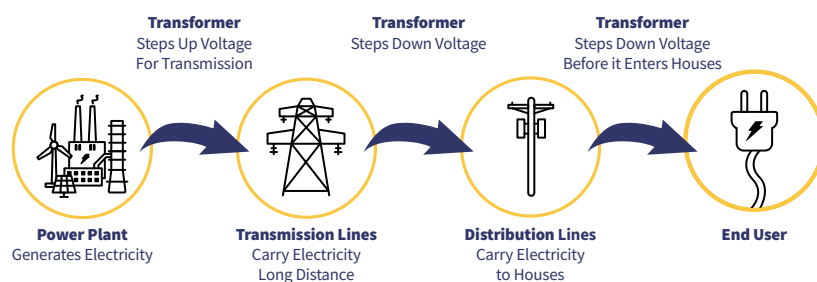 Transformer
Steps Up Voltage
For Transmission
Transformer
Steps Down Voltage
Transformer
Steps Down Voltage
Before it Enters Houses
Power Plant
Generates Electricity
Transmission Lines
Carry Electricity
Long Distance
Distribution Lines
Carry Electricity
to Houses
End User